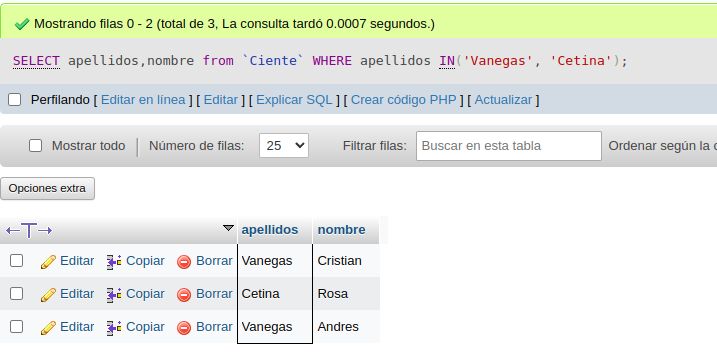 Mostrando filas 0 - 2 (total de 3, La consulta tardó 0.0007 segundos.)
SELECT apellidos,nombre from `Ciente` WHERE apellidos IN('Vanegas', 'Cetina');
Perfilando [ Editar en línea ] [ Editar ] [ Explicar SQL ] [ Crear código PHP ] [ Actualizar ]
Mostrar todo Número de filas: 25 Filtrar filas: Buscar en esta tabla Ordenar según la
Opciones extra
←T→ apellidos nombre
Editar Copiar Borrar Vanegas Cristian
Editar Copiar Borrar Cetina Rosa
Editar Copiar Borrar Vanegas Andres